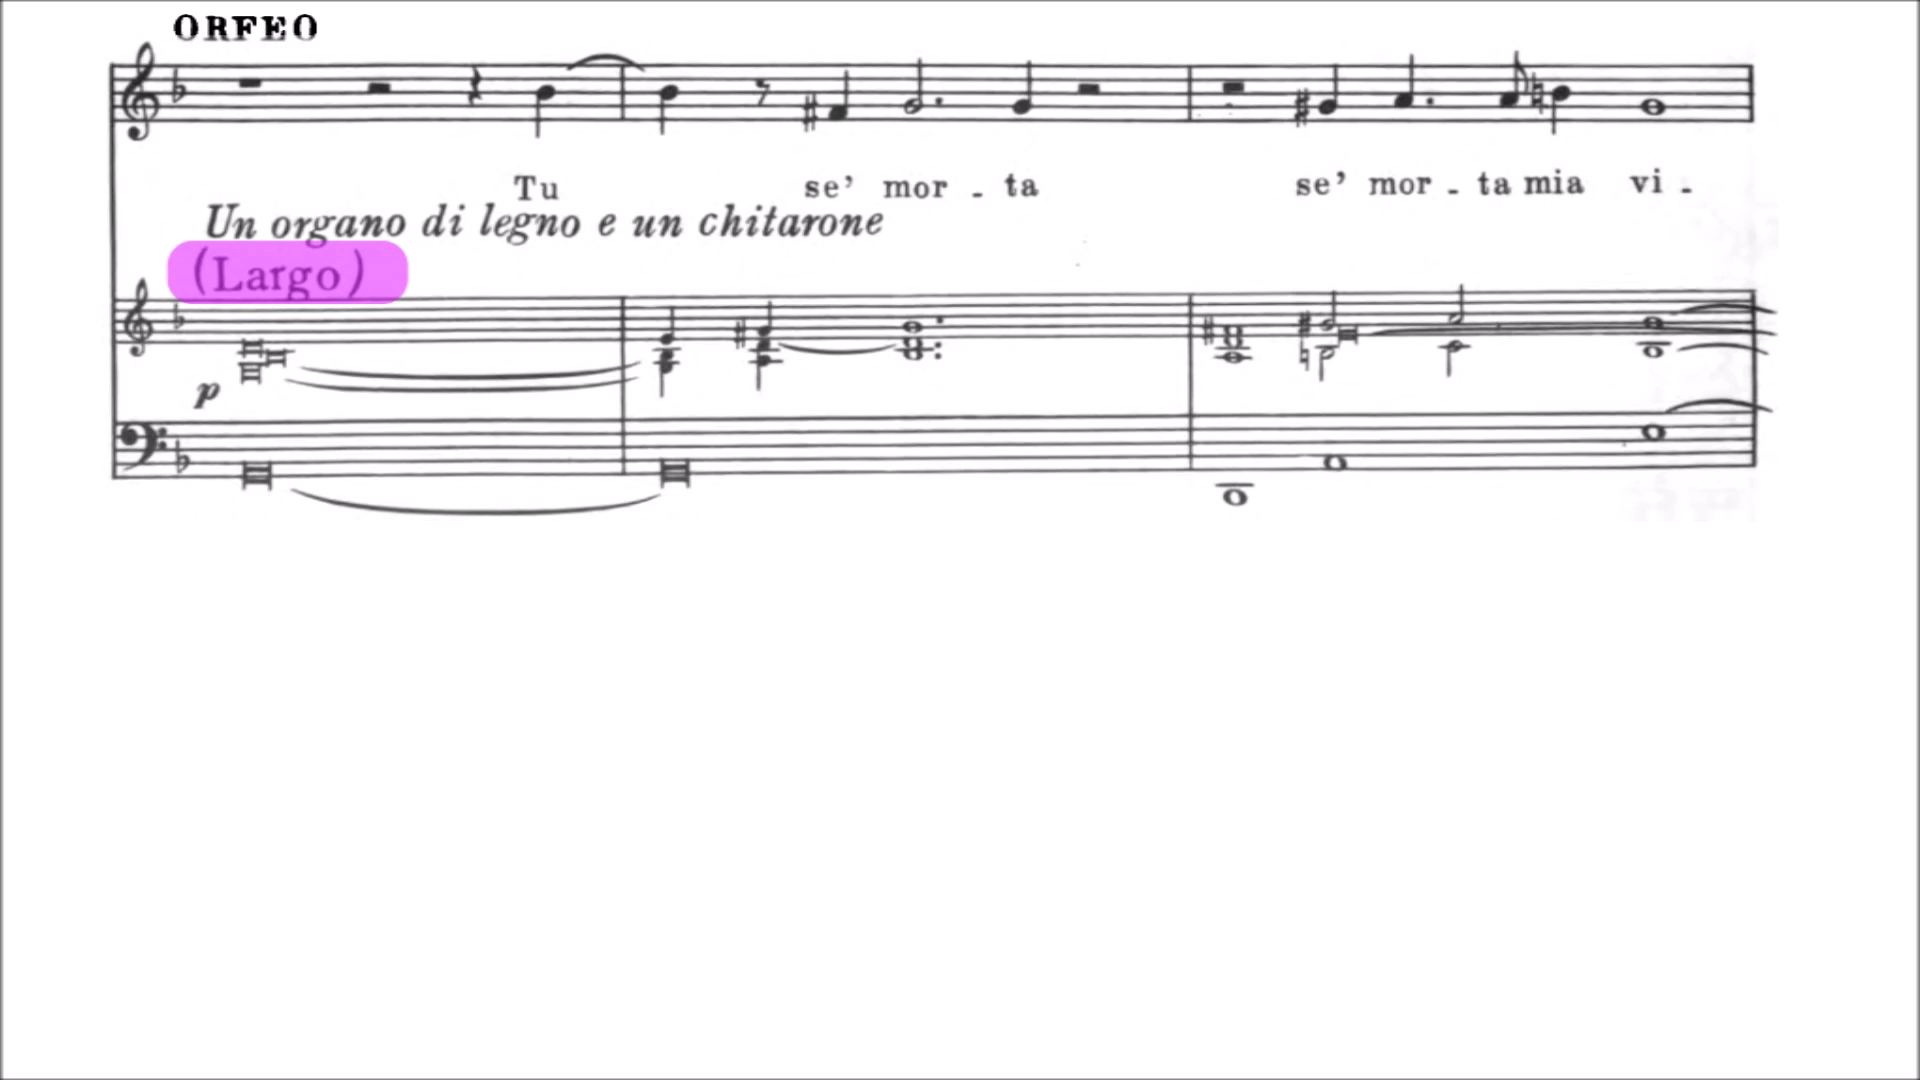 ORFEO
Tu se' mor - ta se' mor - ta mia vi -
Un organo di legno e un chitarone
(Largo)
p